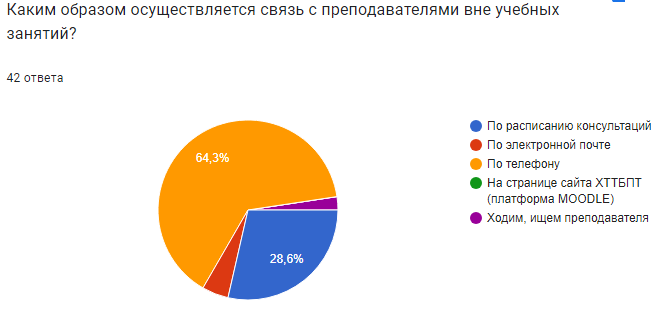 Каким образом осуществляется связь с преподавателями вне учебных
занятий?
42 ответа
64,3%
28,6%
По расписанию консультаций
По электронной почте
По телефону
На странице сайта ХТТБПТ
(платформа MOODLE)
Ходим, ищем преподавателя